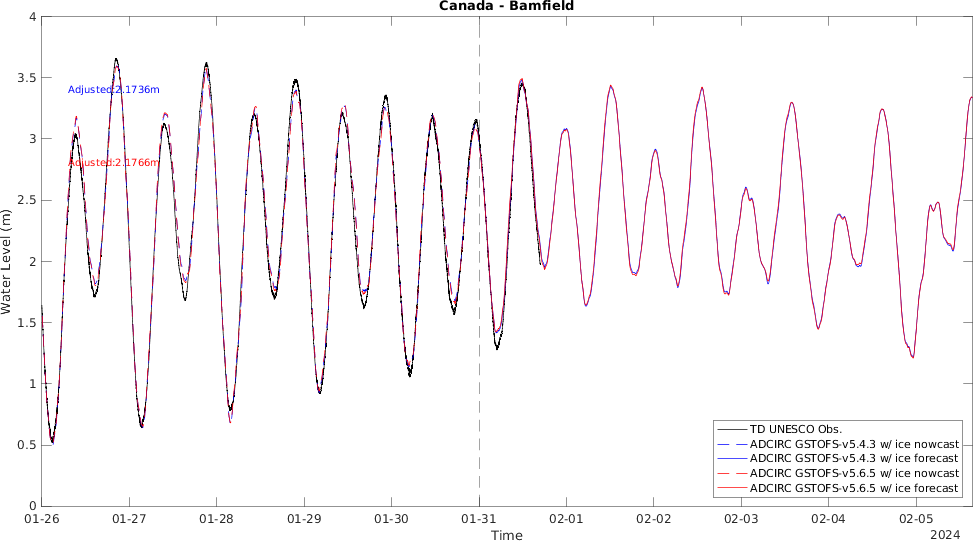 Canada - Bamfield
4
3.5
3
2.5
2
1.5
1
0.5
0
Water Level (m)
Adjusted:2.1736m
Adjusted:2.1766m
TD UNESCO Obs.
ADCIRC GSTOFS-v5.4.3 w/ ice nowcast
ADCIRC GSTOFS-v5.4.3 w/ ice forecast
ADCIRC GSTOFS-v5.6.5 w/ ice nowcast
ADCIRC GSTOFS-v5.6.5 w/ ice forecast
01-26 01-27 01-28 01-29 01-30 01-31 02-01 02-02 02-03 02-04 02-05
Time
2024